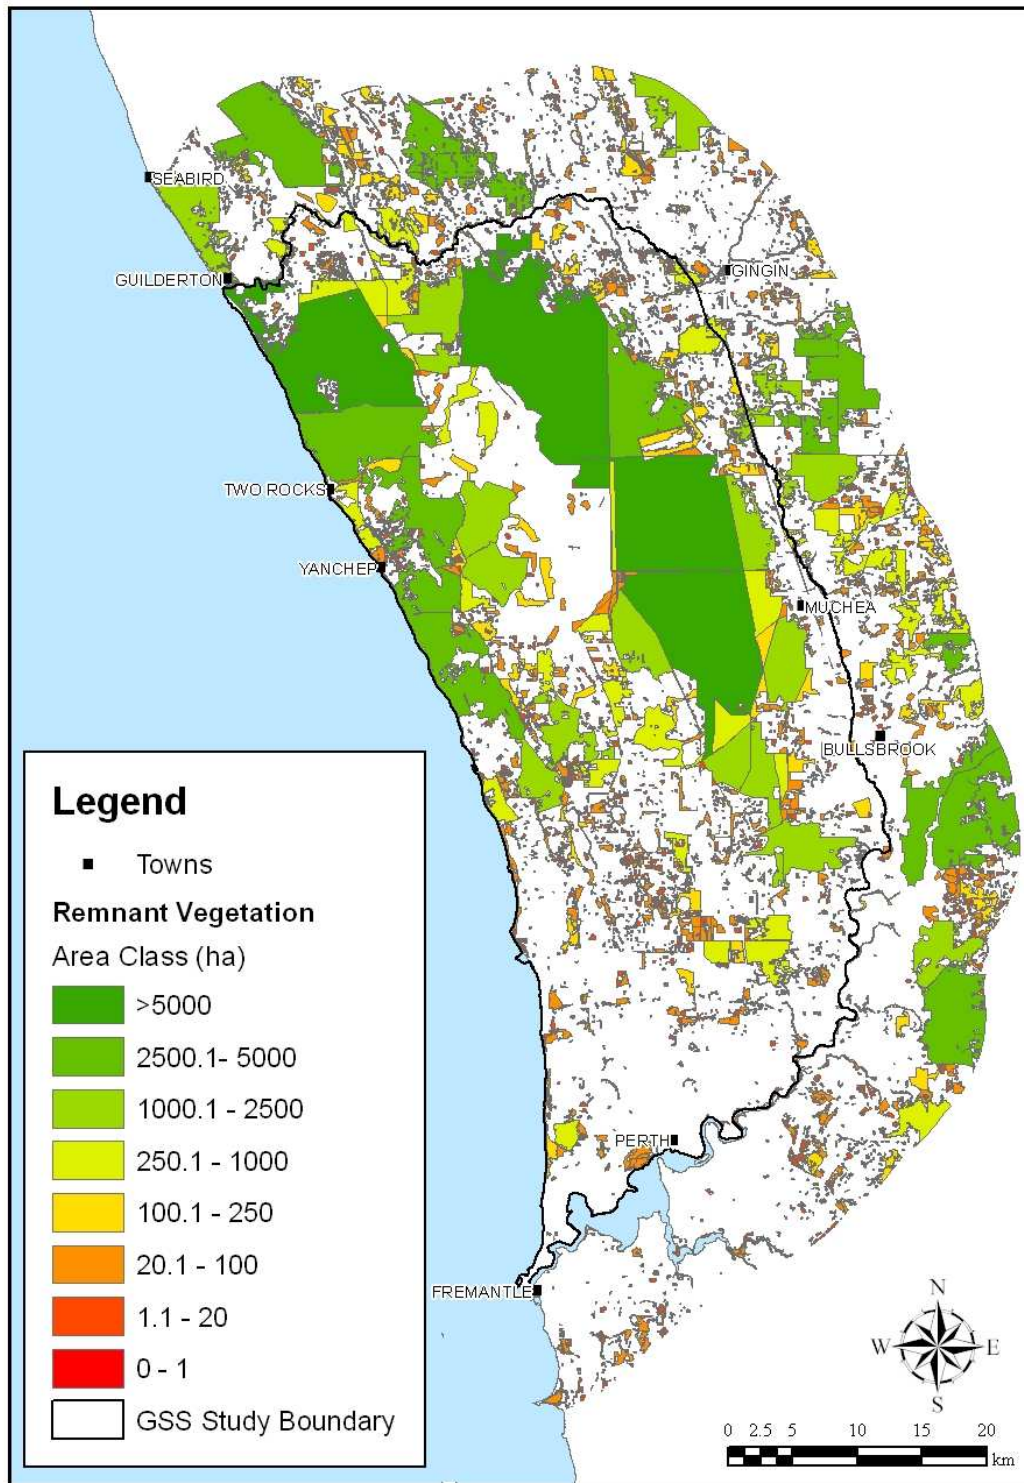 SEABIRD
GUILDERTON
GINGIN
TWO ROCKS
YANCHEP
MUCHEA
BULLSBROOK
PERTH
FREMANTLE
Legend
Towns
Remnant Vegetation
Area Class (ha)
>5000
2500.1- 5000
1000.1 - 2500
250.1 - 1000
100.1 - 250
20.1 - 100
1.1 - 20
0 - 1
GSS Study Boundary
N
W E
S
0 2.5 5 10 15 20
km